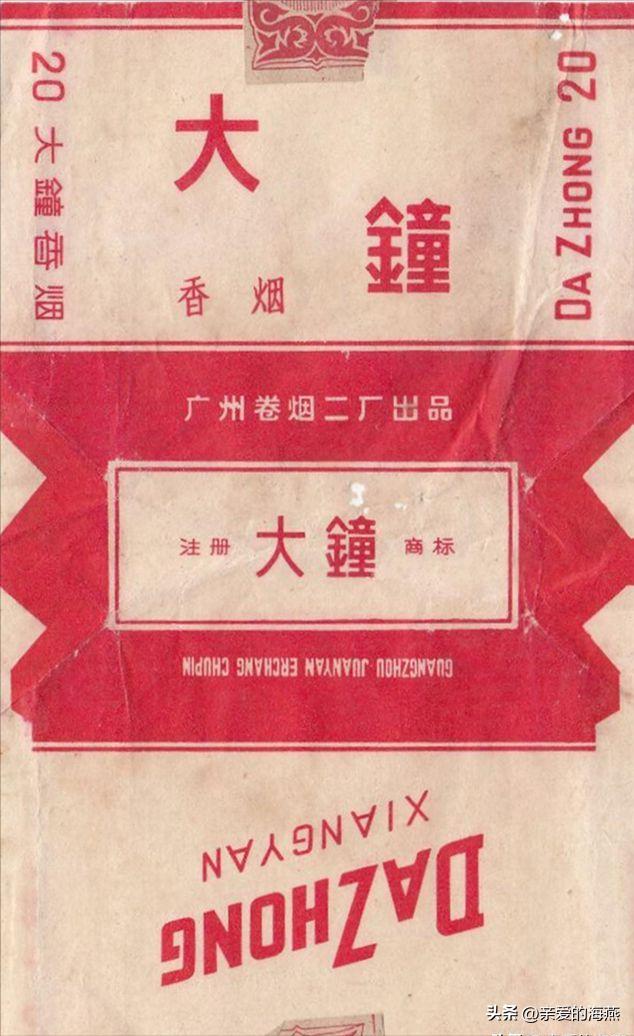 20 大鐘香烟
大
鐘
香烟
DA ZHONG 20
广州卷烟二厂出品
注册 大鐘 商标
GUANGZHOU JUANYAN ERCHANG CHUPIN
XIANGYAN
DAZHONG
头条 @亲爱的海燕